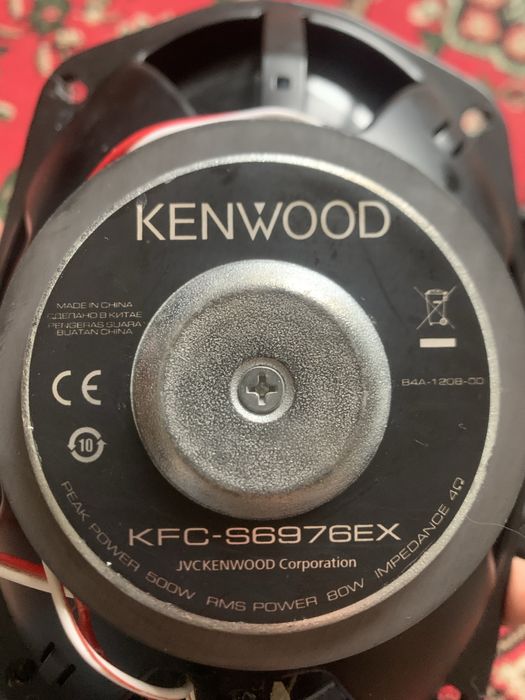 KENWOOD
MADE IN CHINA
СДЕЛАНО В КИТАЕ
PENGERAS SUARA
BUATAN CHINA
B4A-1208-00
CE
10
KFC-S6976EX
JVCKENWOOD Corporation
PEAK POWER 500W RMS POWER 80W IMPEDANCE 4Ω